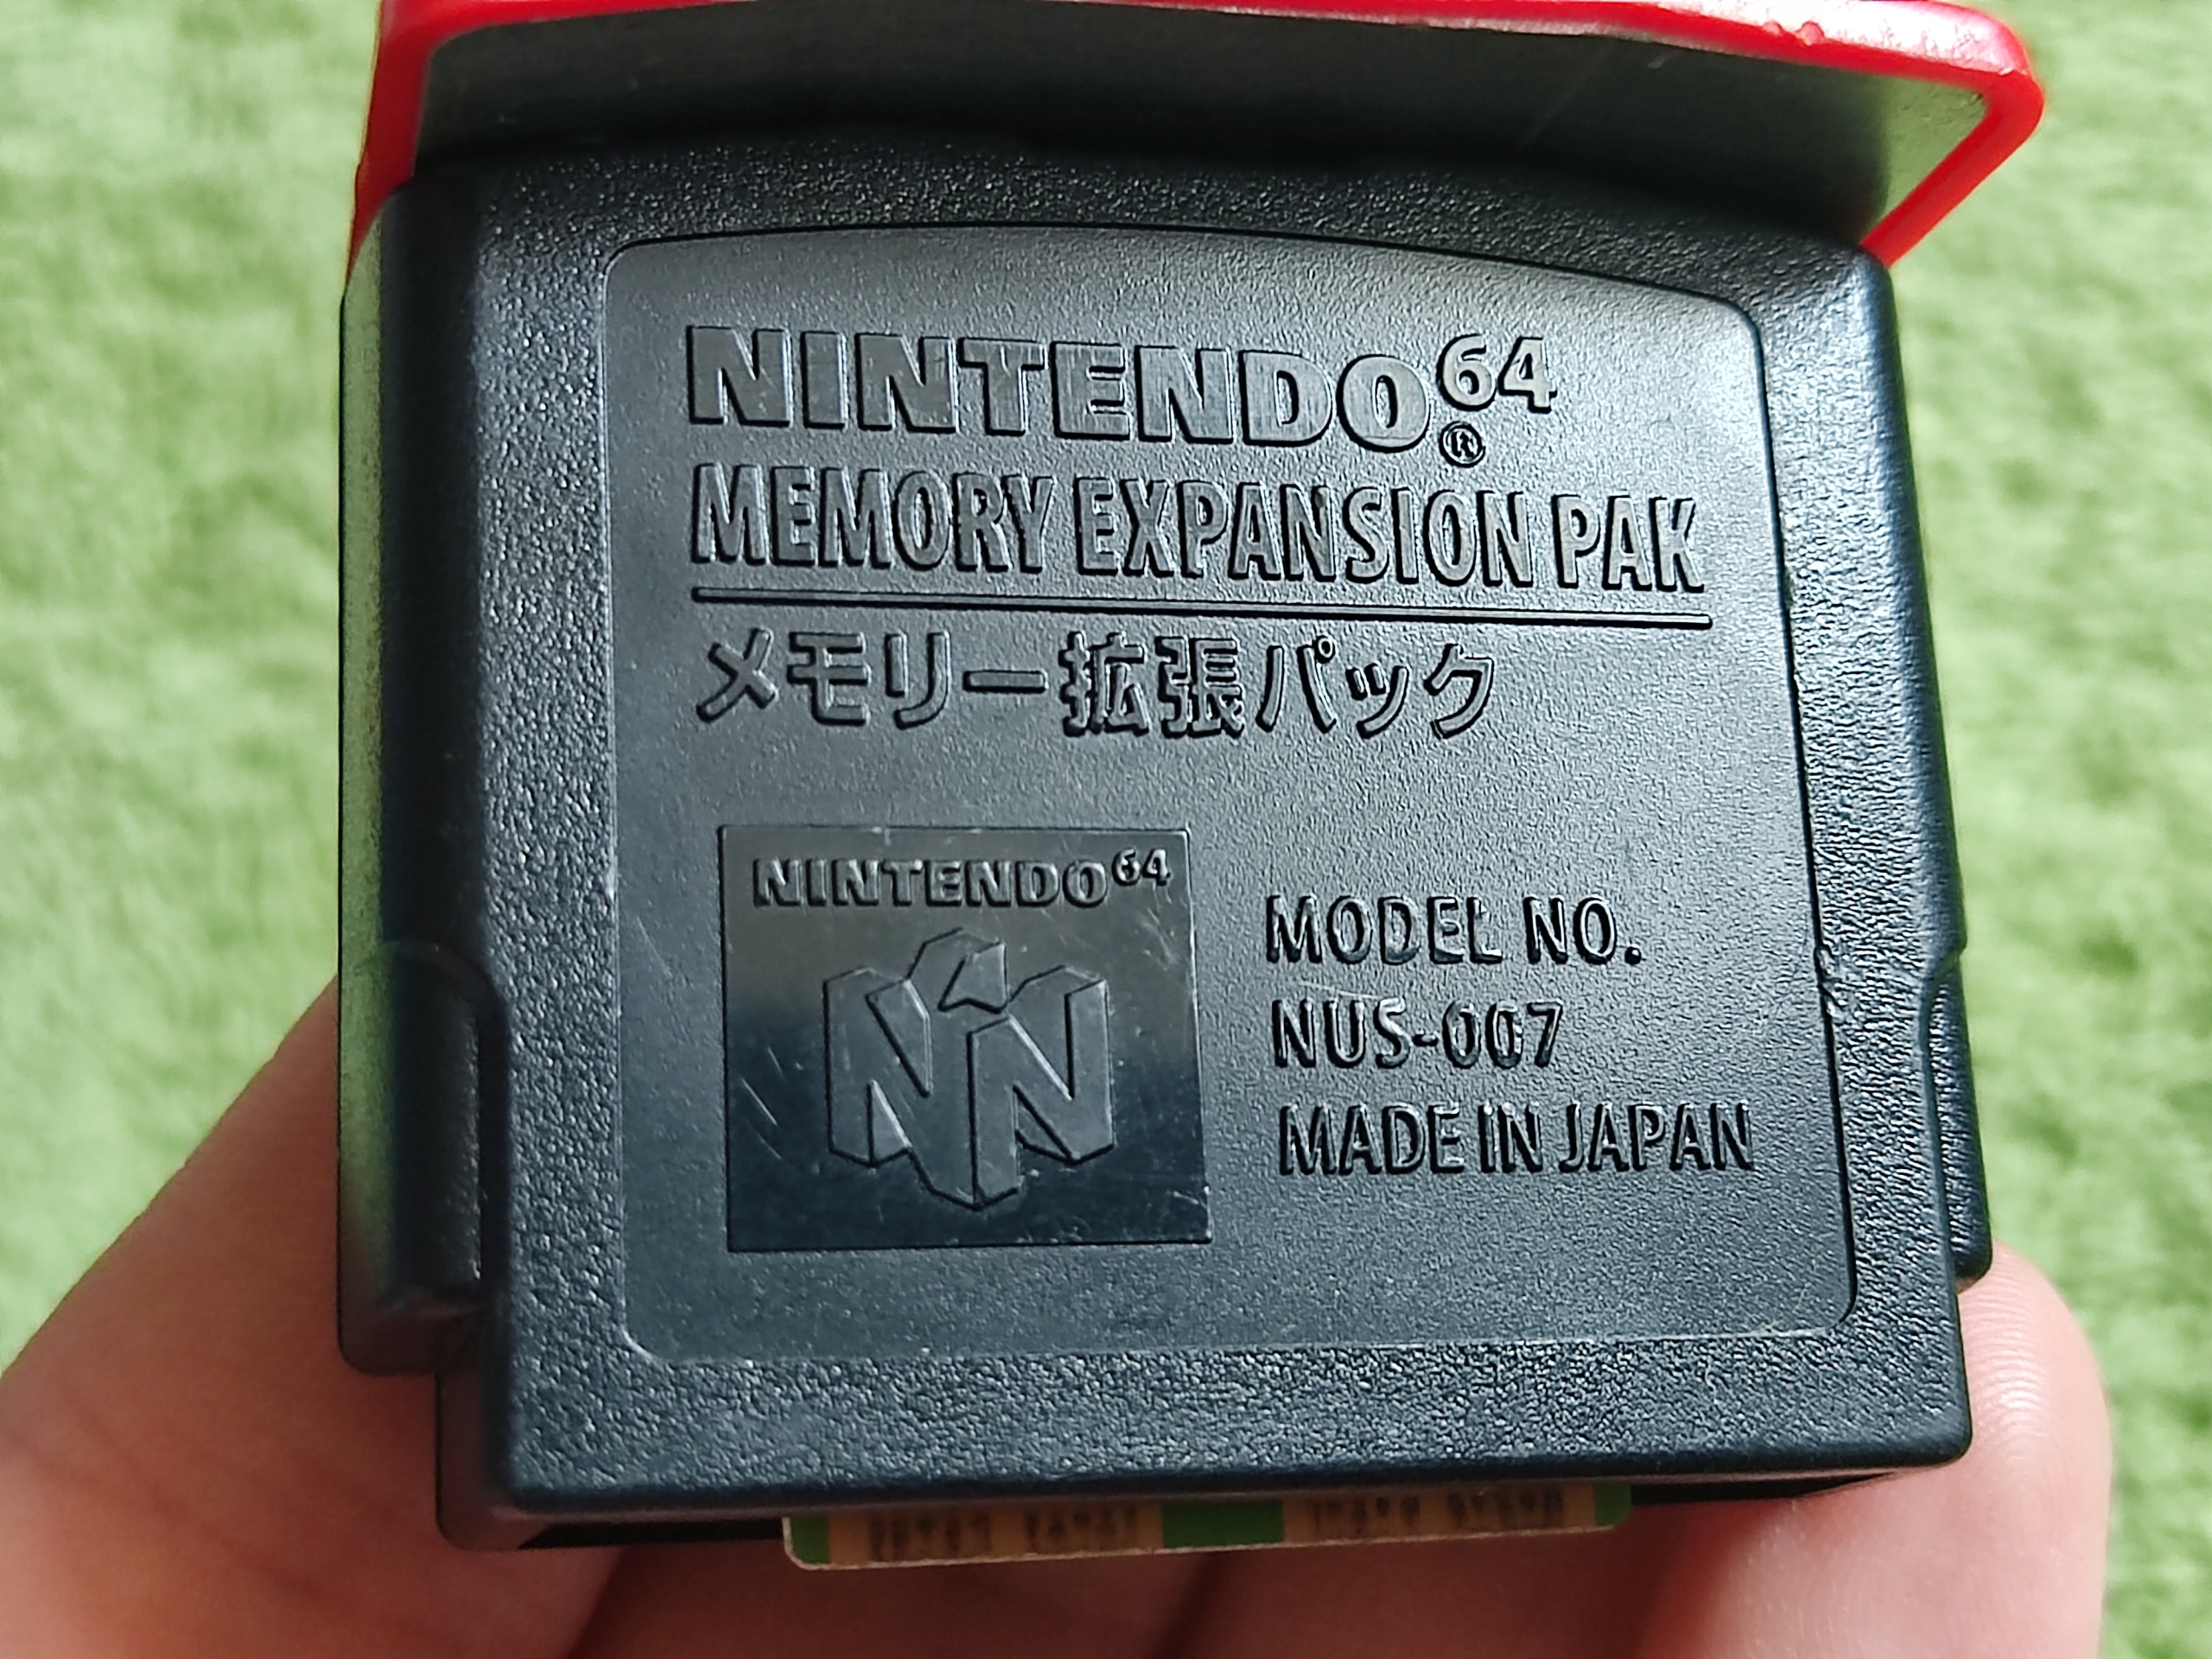 NINTENDO64®
MEMORY EXPANSION PAK
メモリー拡張パック
NINTENDO64
MODEL NO.
NUS-007
MADE IN JAPAN